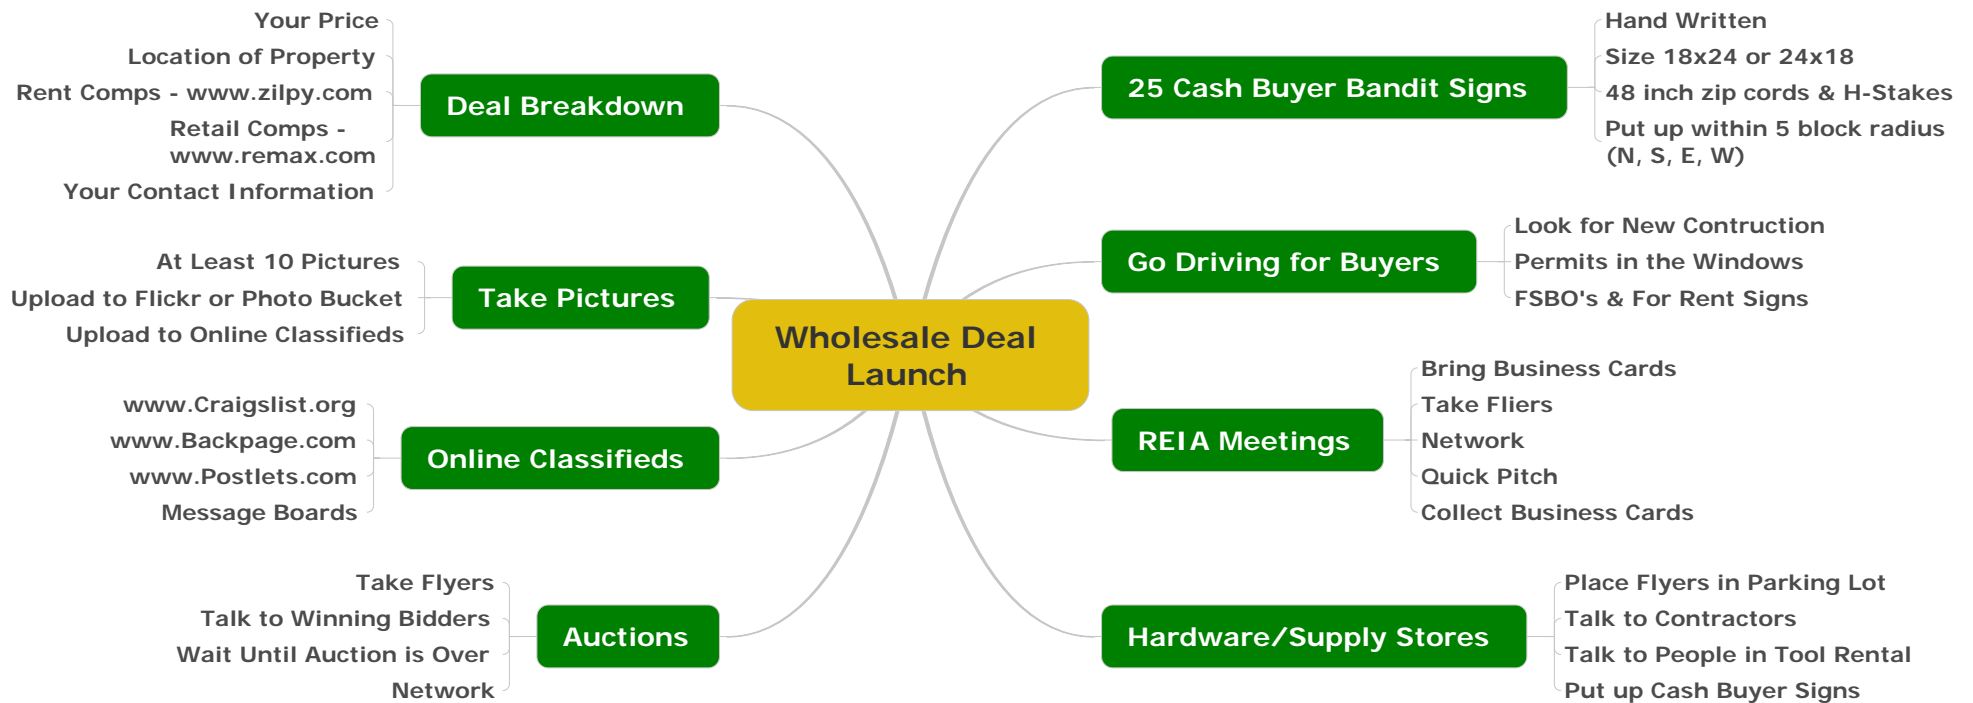 Wholesale Deal
Launch
Deal Breakdown
Your Price
Location of Property
Rent Comps - www.zilpy.com
Retail Comps -
www.remax.com
Your Contact Information
Take Pictures
At Least 10 Pictures
Upload to Flickr or Photo Bucket
Upload to Online Classifieds
Online Classifieds
www.Craigslist.org
www.Backpage.com
www.Postlets.com
Message Boards
Auctions
Take Flyers
Talk to Winning Bidders
Wait Until Auction is Over
Network
25 Cash Buyer Bandit Signs
Hand Written
Size 18x24 or 24x18
48 inch zip cords & H-Stakes
Put up within 5 block radius
(N, S, E, W)
Go Driving for Buyers
Look for New Contruction
Permits in the Windows
FSBO's & For Rent Signs
REIA Meetings
Bring Business Cards
Take Fliers
Network
Quick Pitch
Collect Business Cards
Hardware/Supply Stores
Place Flyers in Parking Lot
Talk to Contractors
Talk to People in Tool Rental
Put up Cash Buyer Signs